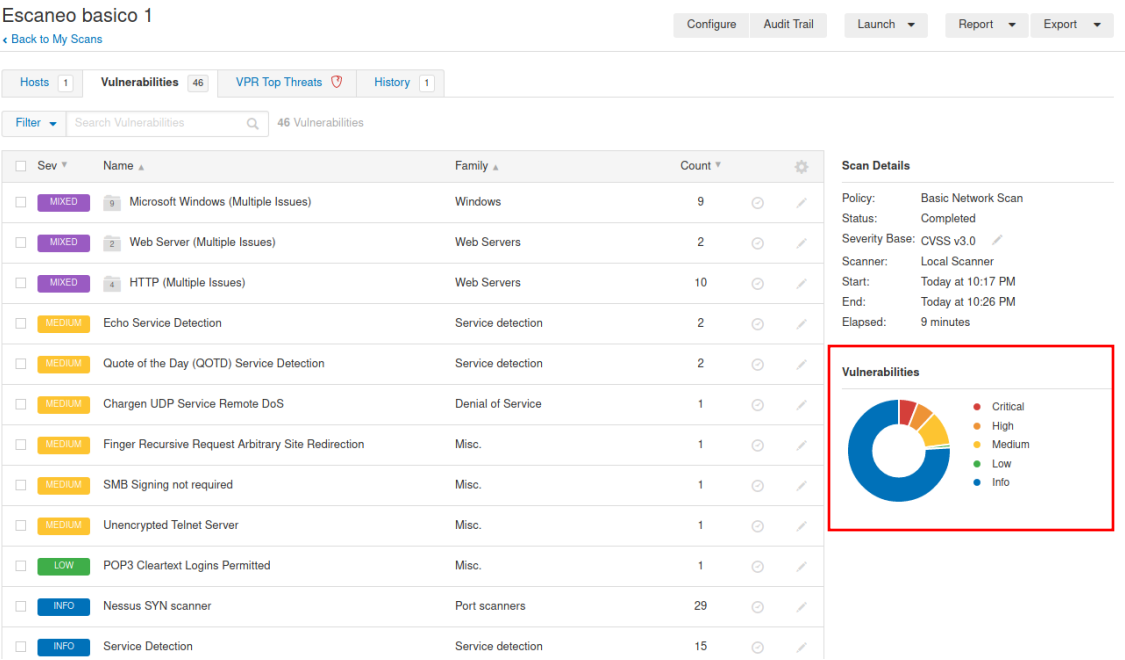 Escaneo basico 1
Back to My Scans
Configure Audit Trail Launch Report Export
Hosts 1 Vulnerabilities 46 VPR Top Threats History 1
Filter Search Vulnerabilities 46 Vulnerabilities
Sev Name Family Count
MIXED 9 Microsoft Windows (Multiple Issues) Windows 9
MIXED 2 Web Server (Multiple Issues) Web Servers 2
MIXED 4 HTTP (Multiple Issues) Web Servers 10
MEDIUM Echo Service Detection Service detection 2
MEDIUM Quote of the Day (QOTD) Service Detection Service detection 2
MEDIUM Chargen UDP Service Remote DoS Denial of Service 1
MEDIUM Finger Recursive Request Arbitrary Site Redirection Misc. 1
MEDIUM SMB Signing not required Misc. 1
MEDIUM Unencrypted Telnet Server Misc. 1
LOW POP3 Cleartext Logins Permitted Misc. 1
INFO Nessus SYN scanner Port scanners 29
INFO Service Detection Service detection 15
Scan Details
Policy: Basic Network Scan
Status: Completed
Severity Base: CVSS v3.0
Scanner: Local Scanner
Start: Today at 10:17 PM
End: Today at 10:26 PM
Elapsed: 9 minutes
Vulnerabilities
Critical
High
Medium
Low
Info